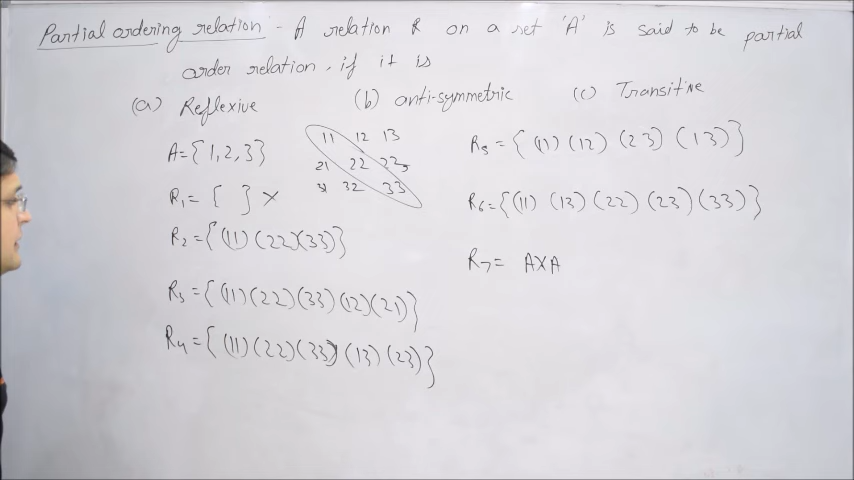 Partial ordering relation - A relation R on a set 'A' is said to be partial
order relation, if it is
(a) Reflexive (b) anti-symmetric (c) Transitive
A = {1, 2, 3}
R1 = { } ×
R2 = {(11) (22)(33)}
R3 = {(11)(22)(33)(12)(21)}
R4 = {(11)(22)(33)(13)(23)}
11 12 13
21 22 23
31 32 33
R5 = {(11) (12) (23) (13)}
R6 = {(11) (13) (22) (23) (33)}
R7 = A×A